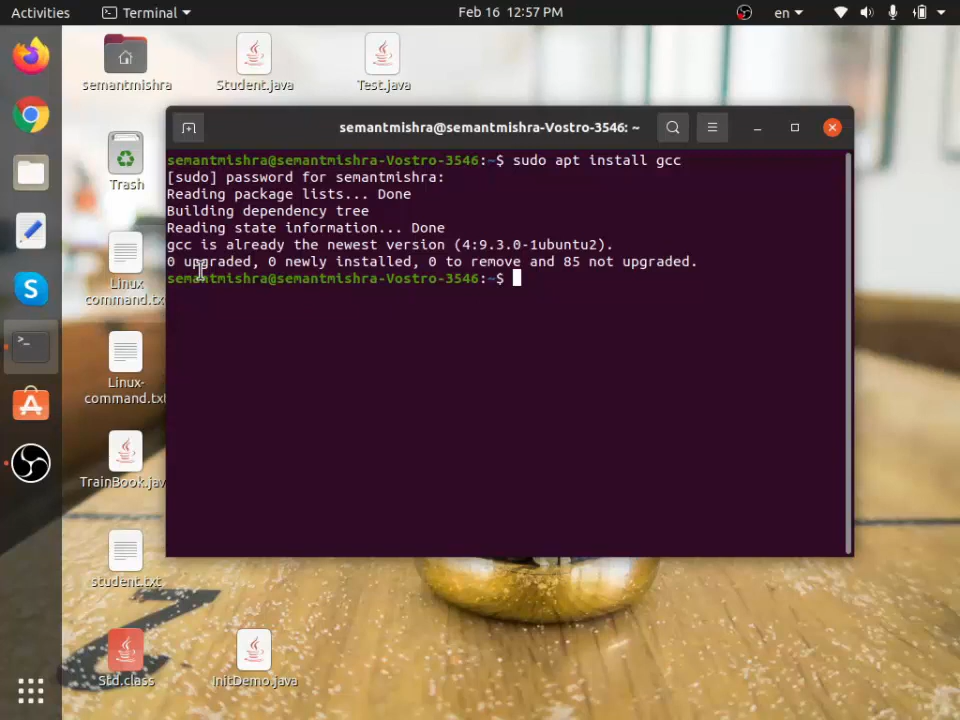 Activities
Terminal
Feb 16 12:57 PM
en
semantmishra
Student.java
Test.java
semantmishra@semantmishra-Vostro-3546: ~
semantmishra@semantmishra-Vostro-3546:~$ sudo apt install gcc
[sudo] password for semantmishra:
Reading package lists... Done
Building dependency tree
Reading state information... Done
gcc is already the newest version (4:9.3.0-1ubuntu2).
0 upgraded, 0 newly installed, 0 to remove and 85 not upgraded.
semantmishra@semantmishra-Vostro-3546:~$
Trash
Linux
command.tx
Linux-
command.txt
TrainBook.jav
student.txt
Std.class
InitDemo.java